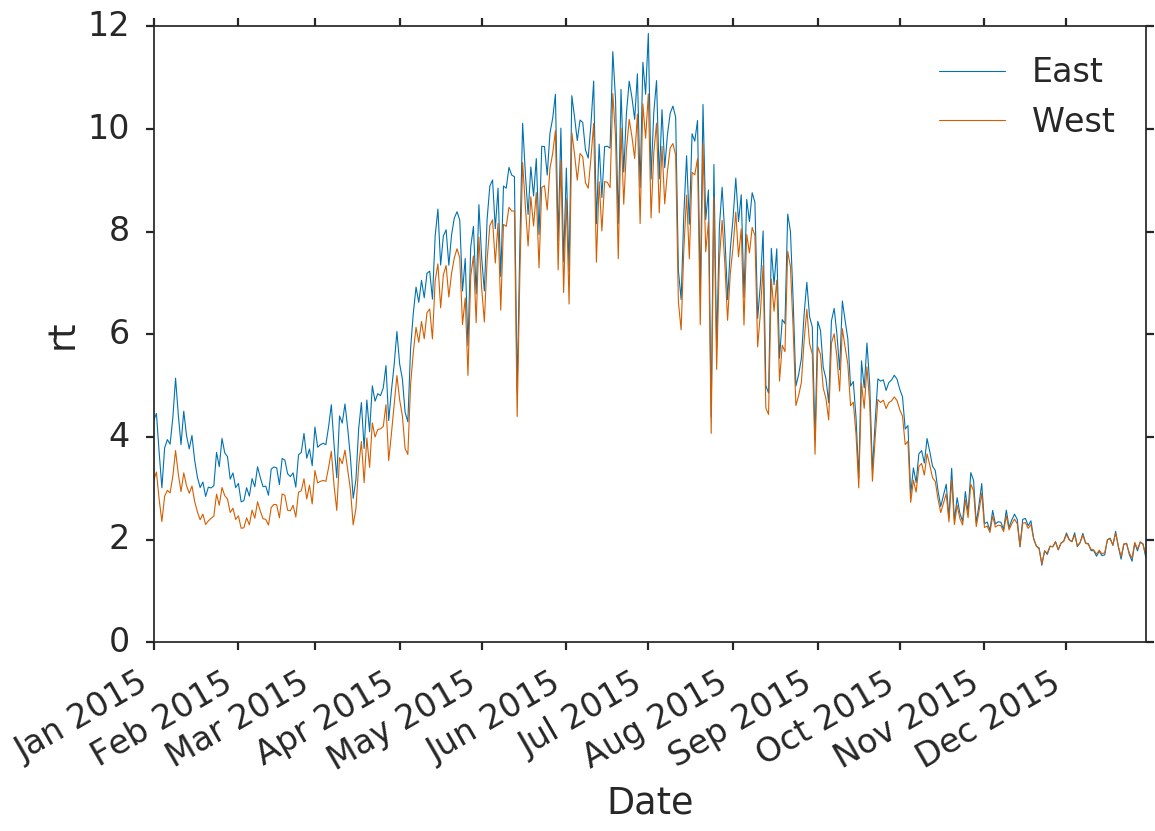 12
10
8
6
4
2
0
rt
East
West
Jan 2015
Feb 2015
Mar 2015
Apr 2015
May 2015
Jun 2015
Jul 2015
Aug 2015
Sep 2015
Oct 2015
Nov 2015
Dec 2015
Date